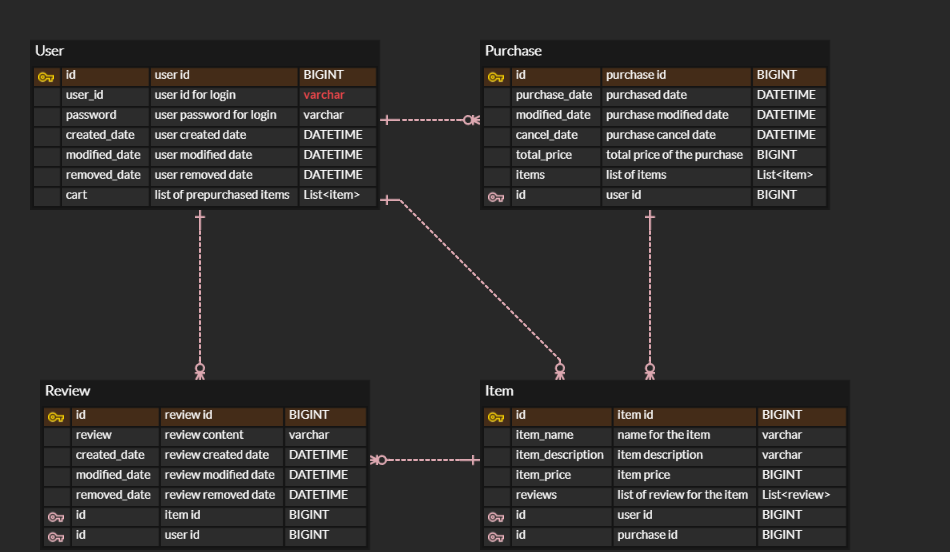 User
id user id BIGINT
user_id user id for login varchar
password user password for login varchar
created_date user created date DATETIME
modified_date user modified date DATETIME
removed_date user removed date DATETIME
cart list of prepurchased items List<item>
Purchase
id purchase id BIGINT
purchase_date purchased date DATETIME
modified_date purchase modified date DATETIME
cancel_date purchase cancel date DATETIME
total_price total price of the purchase BIGINT
items list of items List<item>
id user id BIGINT
Review
id review id BIGINT
review review content varchar
created_date review created date DATETIME
modified_date review modified date DATETIME
removed_date review removed date DATETIME
id item id BIGINT
id user id BIGINT
Item
id item id BIGINT
item_name name for the item varchar
item_description item description varchar
item_price item price BIGINT
reviews list of review for the item List<review>
id user id BIGINT
id purchase id BIGINT